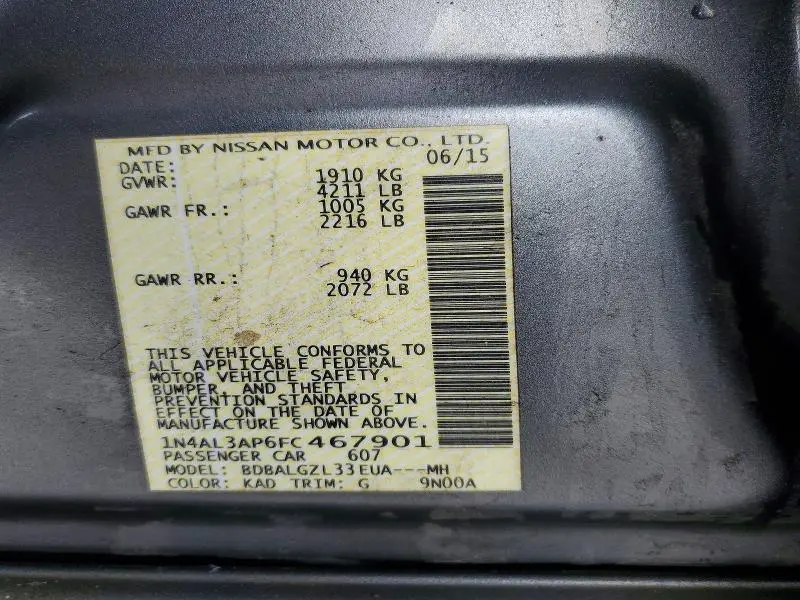 MFD BY NISSAN MOTOR CO., LTD.
DATE: 06/15
GVWR: 1910 KG
4211 LB
GAWR FR.: 1005 KG
2216 LB
GAWR RR.: 940 KG
2072 LB
THIS VEHICLE CONFORMS TO
ALL APPLICABLE FEDERAL
MOTOR VEHICLE SAFETY,
BUMPER, AND THEFT
PREVENTION STANDARDS IN
EFFECT ON THE DATE OF
MANUFACTURE SHOWN ABOVE.
1N4AL3AP6FC467901
PASSENGER CAR 607
MODEL: BDBALGZL33EUA---MH
COLOR: KAD TRIM: G 9N00A